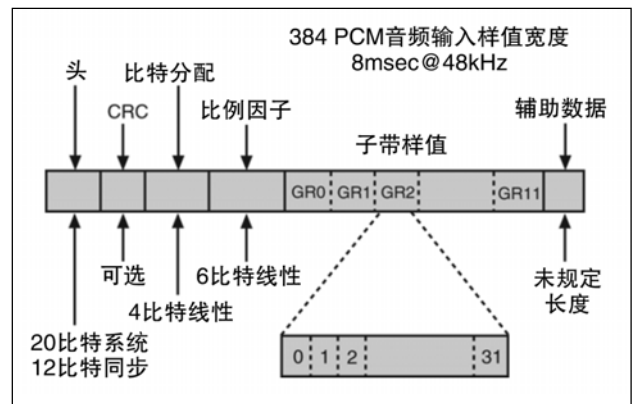 384 PCM音频输入样值宽度
8msec@48kHz
头
比特分配
CRC
比例因子
子带样值
辅助数据
GR0
GR1
GR2
GR11
可选
6比特线性
4比特线性
未规定
长度
20比特系统
12比特同步
0
1
2
31